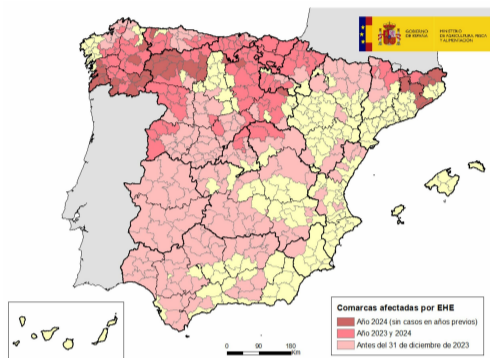 GOBIERNO
DE ESPAÑA
MINISTERIO
DE AGRICULTURA, PESCA
Y ALIMENTACIÓN
Comarcas afectadas por EHE
Año 2024 (sin casos en años previos)
Año 2023 y 2024
Antes del 31 de diciembre de 2023
0 90 180
Km